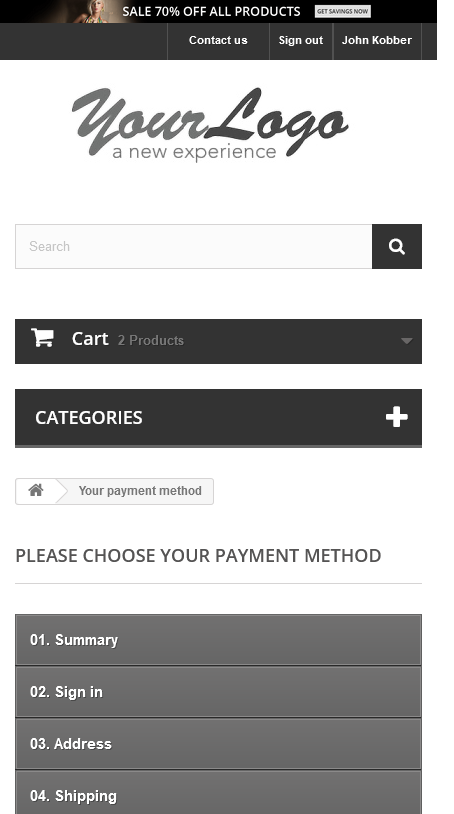 SALE 70% OFF ALL PRODUCTS GET SAVINGS NOW
Contact us Sign out John Kobber
YourLogo
a new experience
Search
Cart 2 Products
CATEGORIES
Your payment method
PLEASE CHOOSE YOUR PAYMENT METHOD
01. Summary
02. Sign in
03. Address
04. Shipping